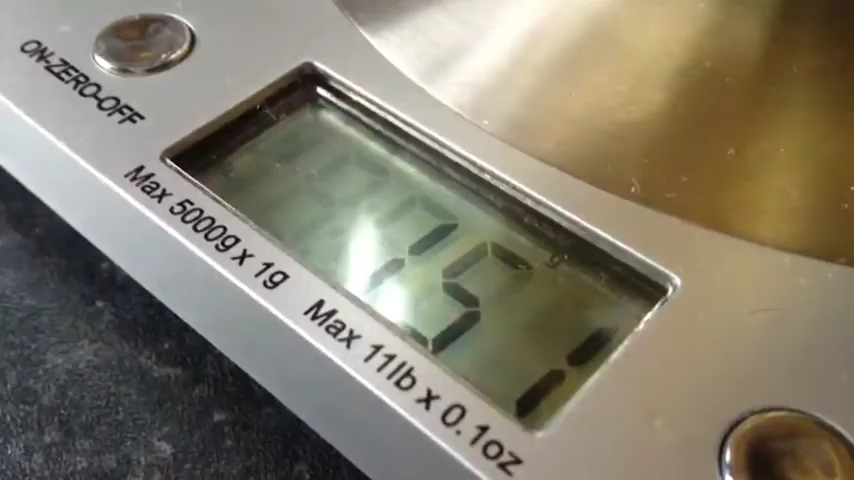 ON-ZERO-OFF
Max 5000g x 1g
Max 11lb x 0.1oz